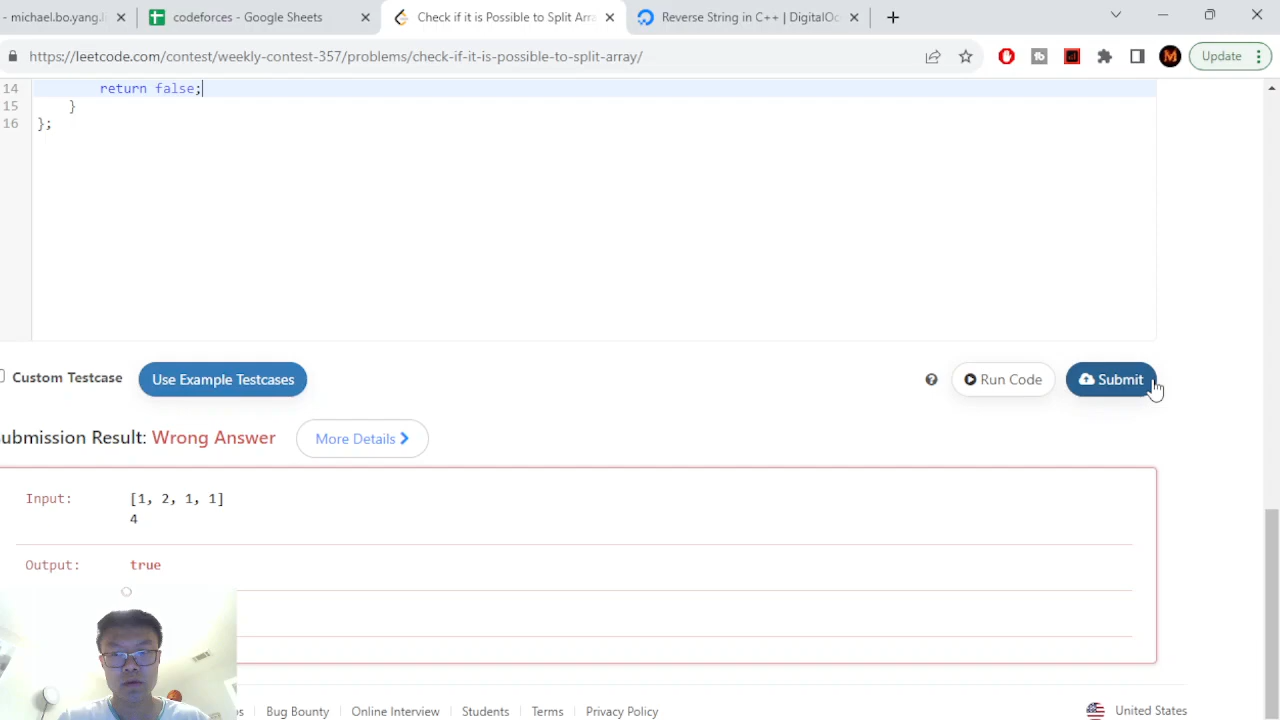 - michael.bo.yang
codeforces - Google Sheets
Check if it is Possible to Split Arra
Reverse String in C++ | DigitalOc
https://leetcode.com/contest/weekly-contest-357/problems/check-if-it-is-possible-to-split-array/
Update
14 return false;
15 }
16 };
Custom Testcase
Use Example Testcases
Run Code
Submit
ubmission Result: Wrong Answer
More Details
Input: [1, 2, 1, 1]
4
Output: true
Bug Bounty
Online Interview
Students
Terms
Privacy Policy
United States